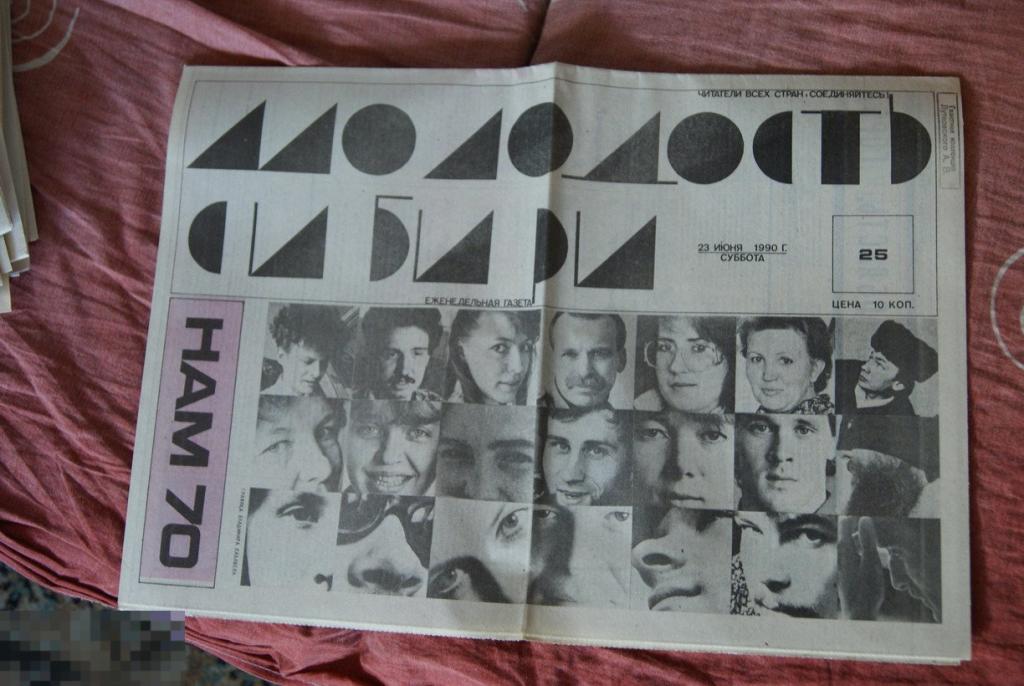 ЧИТАТЕЛИ ВСЕХ СТРАН, СОЕДИНЯЙТЕСЬ!
МОЛОДОСТЬ
СИБИРИ
23 ИЮНЯ 1990 Г.
СУББОТА
25
ЦЕНА 10 КОП.
ЕЖЕНЕДЕЛЬНАЯ ГАЗЕТА
НАМ 70